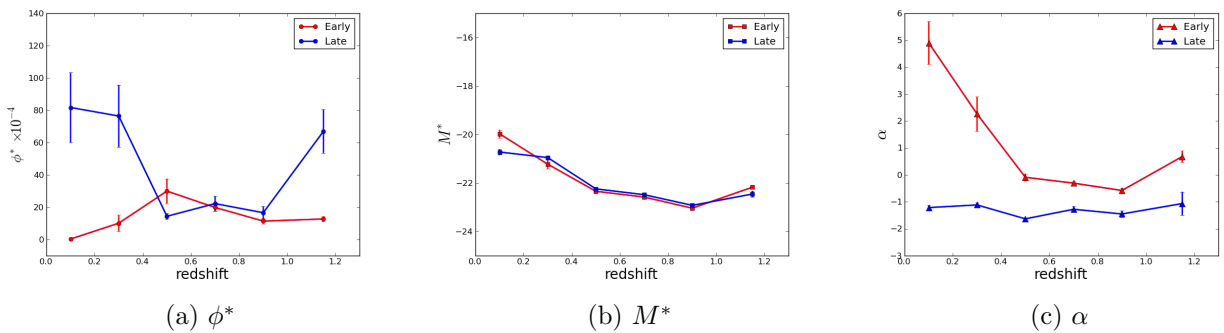 140
120
100
80
60
40
20
0
0.0 0.2 0.4 0.6 0.8 1.0 1.2
ϕ* ×10⁻⁴
redshift
Early
Late
(a) ϕ*
−16
−18
−20
−22
−24
0.0 0.2 0.4 0.6 0.8 1.0 1.2
M*
redshift
Early
Late
(b) M*
6
5
4
3
2
1
0
−1
−2
−3
0.0 0.2 0.4 0.6 0.8 1.0 1.2
α
redshift
Early
Late
(c) α